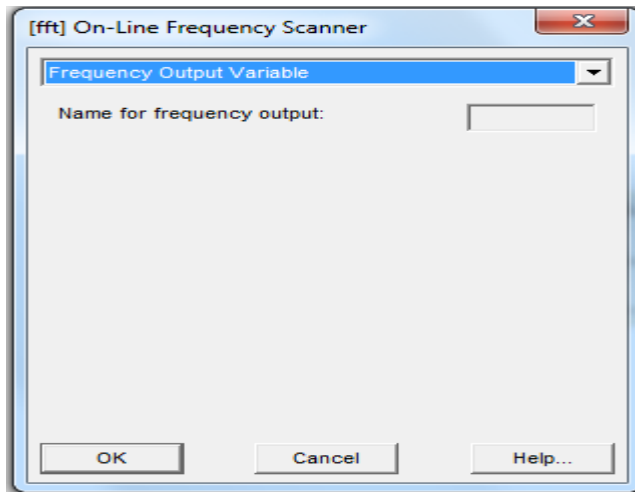 [fft] On-Line Frequency Scanner
Frequency Output Variable
Name for frequency output:
OK Cancel Help...